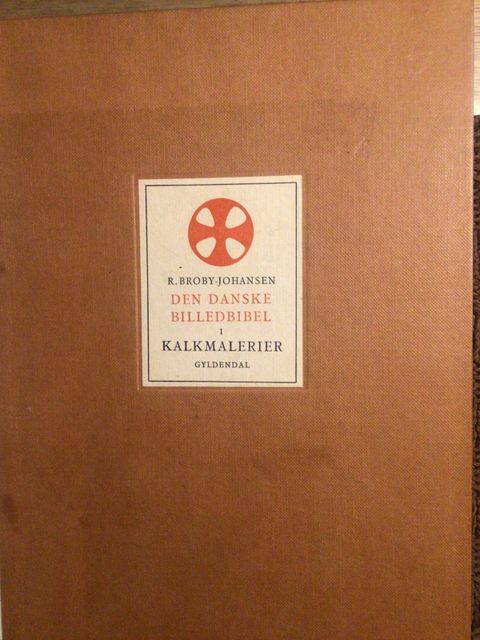 R. BROBY-JOHANSEN
DEN DANSKE
BILLEDBIBEL
I
KALKMALERIER
GYLDENDAL